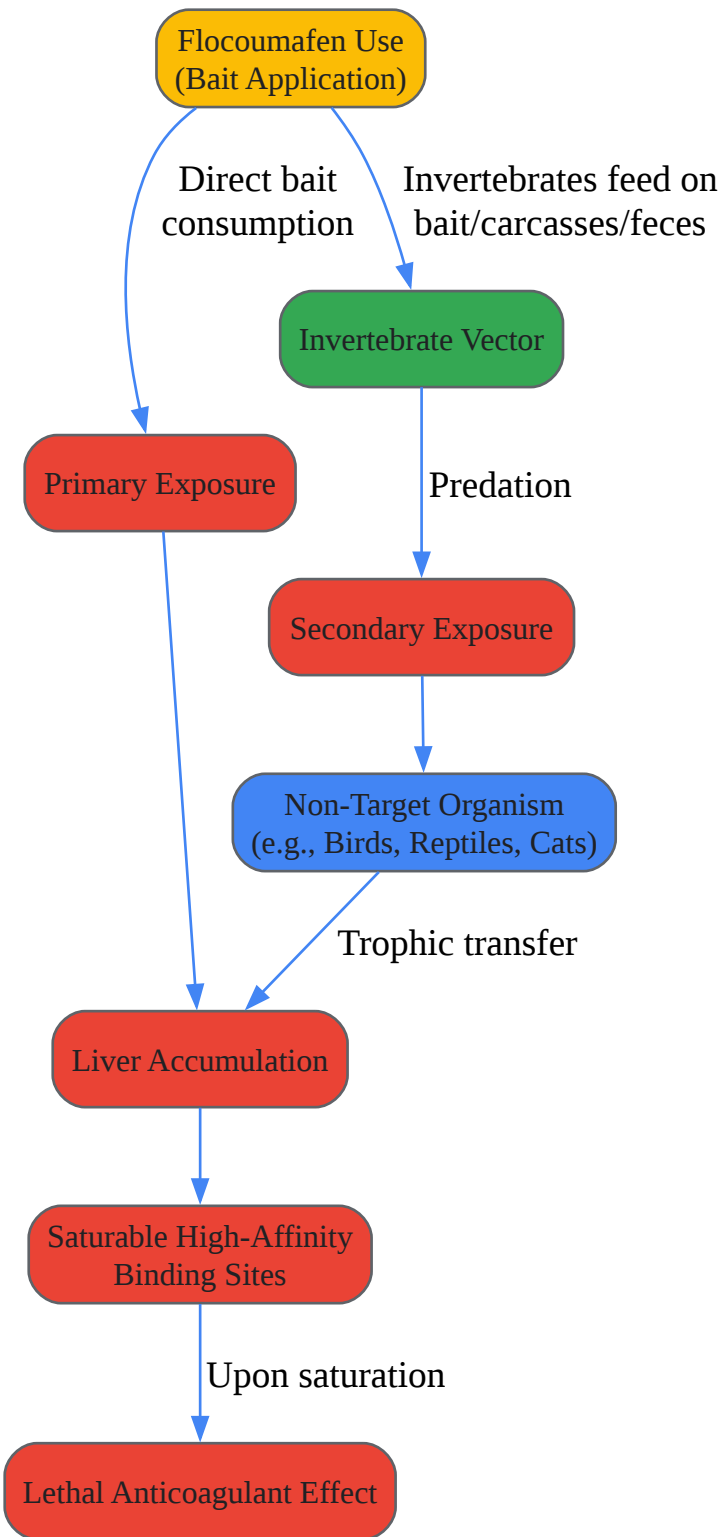 Flocoumafen Use
(Bait Application)
Direct bait
consumption
Invertebrates feed on
bait/carcasses/feces
Invertebrate Vector
Primary Exposure
Predation
Secondary Exposure
Non-Target Organism
(e.g., Birds, Reptiles, Cats)
Trophic transfer
Liver Accumulation
Saturable High-Affinity
Binding Sites
Upon saturation
Lethal Anticoagulant Effect